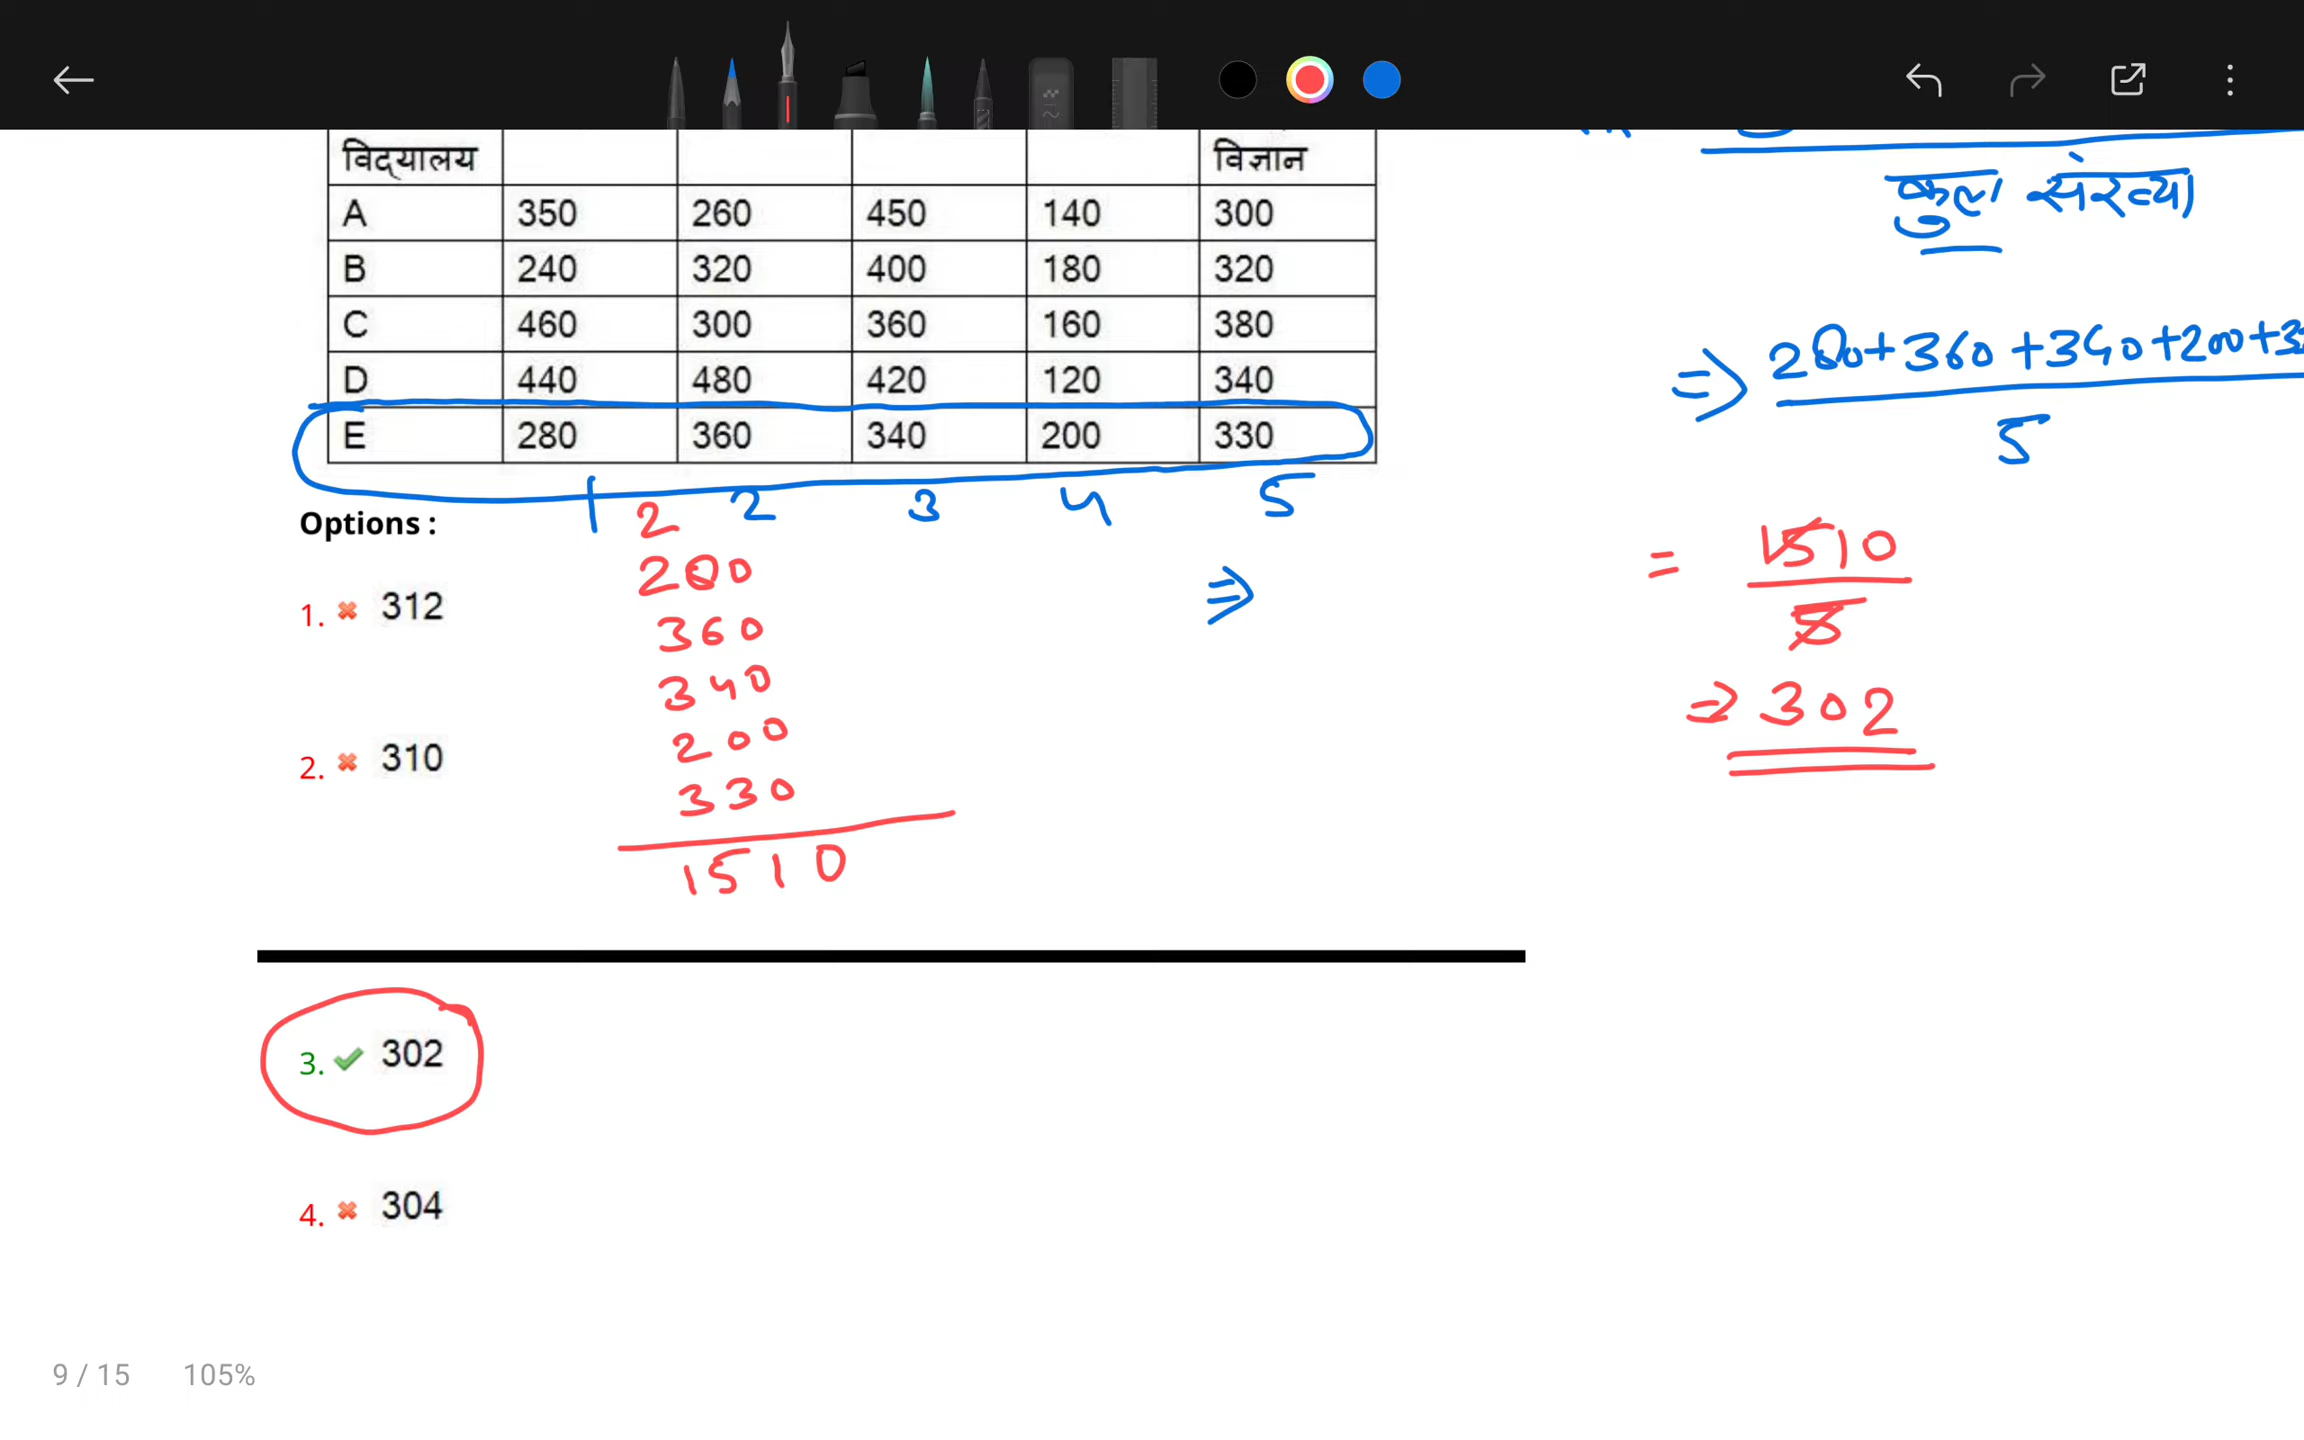 विद्यालय विज्ञान
A 350 260 450 140 300
B 240 320 400 180 320
C 460 300 360 160 380
D 440 480 420 120 340
E 280 360 340 200 330
1 2 3 4 5
Options :
1. 312
2. 310
3. 302
4. 304
2
280
360
340
200
330
1510
⇒
कुल संख्या
⇒ 280+360+340+200+33
5
= 1510
5
⇒ 302
9 / 15 105%